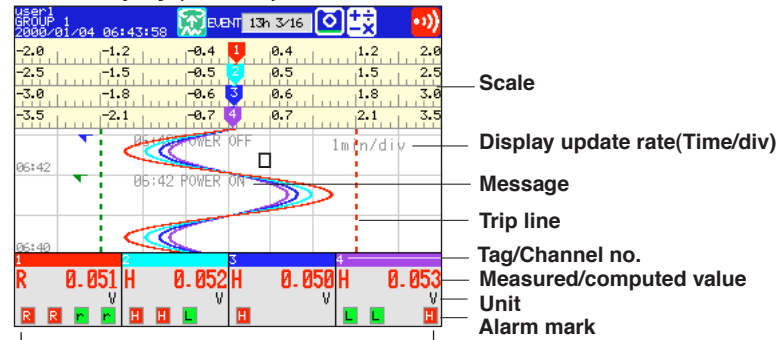 user1
GROUP 1
2000/01/04 06:43:58
EVENT 13h 3/16
-2.0 -1.2 -0.4 1 0.4 1.2 2.0
-2.5 -1.5 -0.5 2 0.5 1.5 2.5
-3.0 -1.8 -0.6 3 0.6 1.8 3.0
-3.5 -2.1 -0.7 4 0.7 2.1 3.5
Scale
POWER OFF
1min/div
Display update rate(Time/div)
06:42
06:42 POWER ON
Message
Trip line
06:40
1 2 3 4
Tag/Channel no.
R 0.051 H 0.052 H 0.050 H 0.053
Measured/computed value
V V V V
Unit
R R r r H H L H L L H
Alarm mark